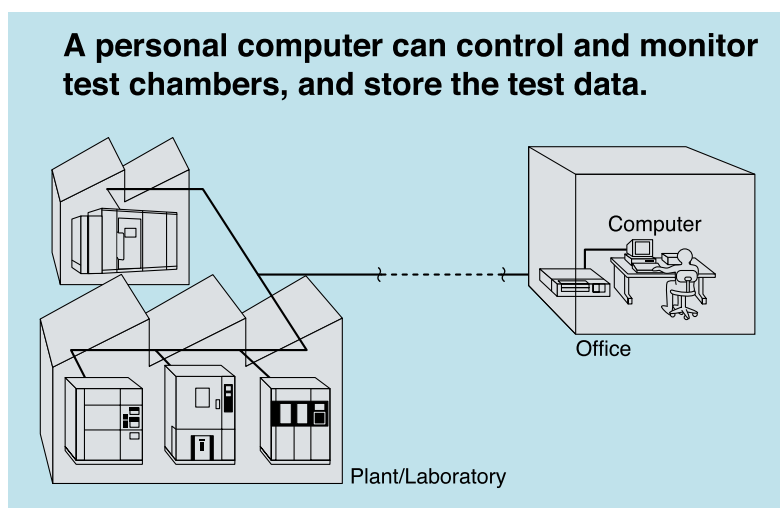 A personal computer can control and monitor
test chambers, and store the test data.
Computer
Office
Plant/Laboratory